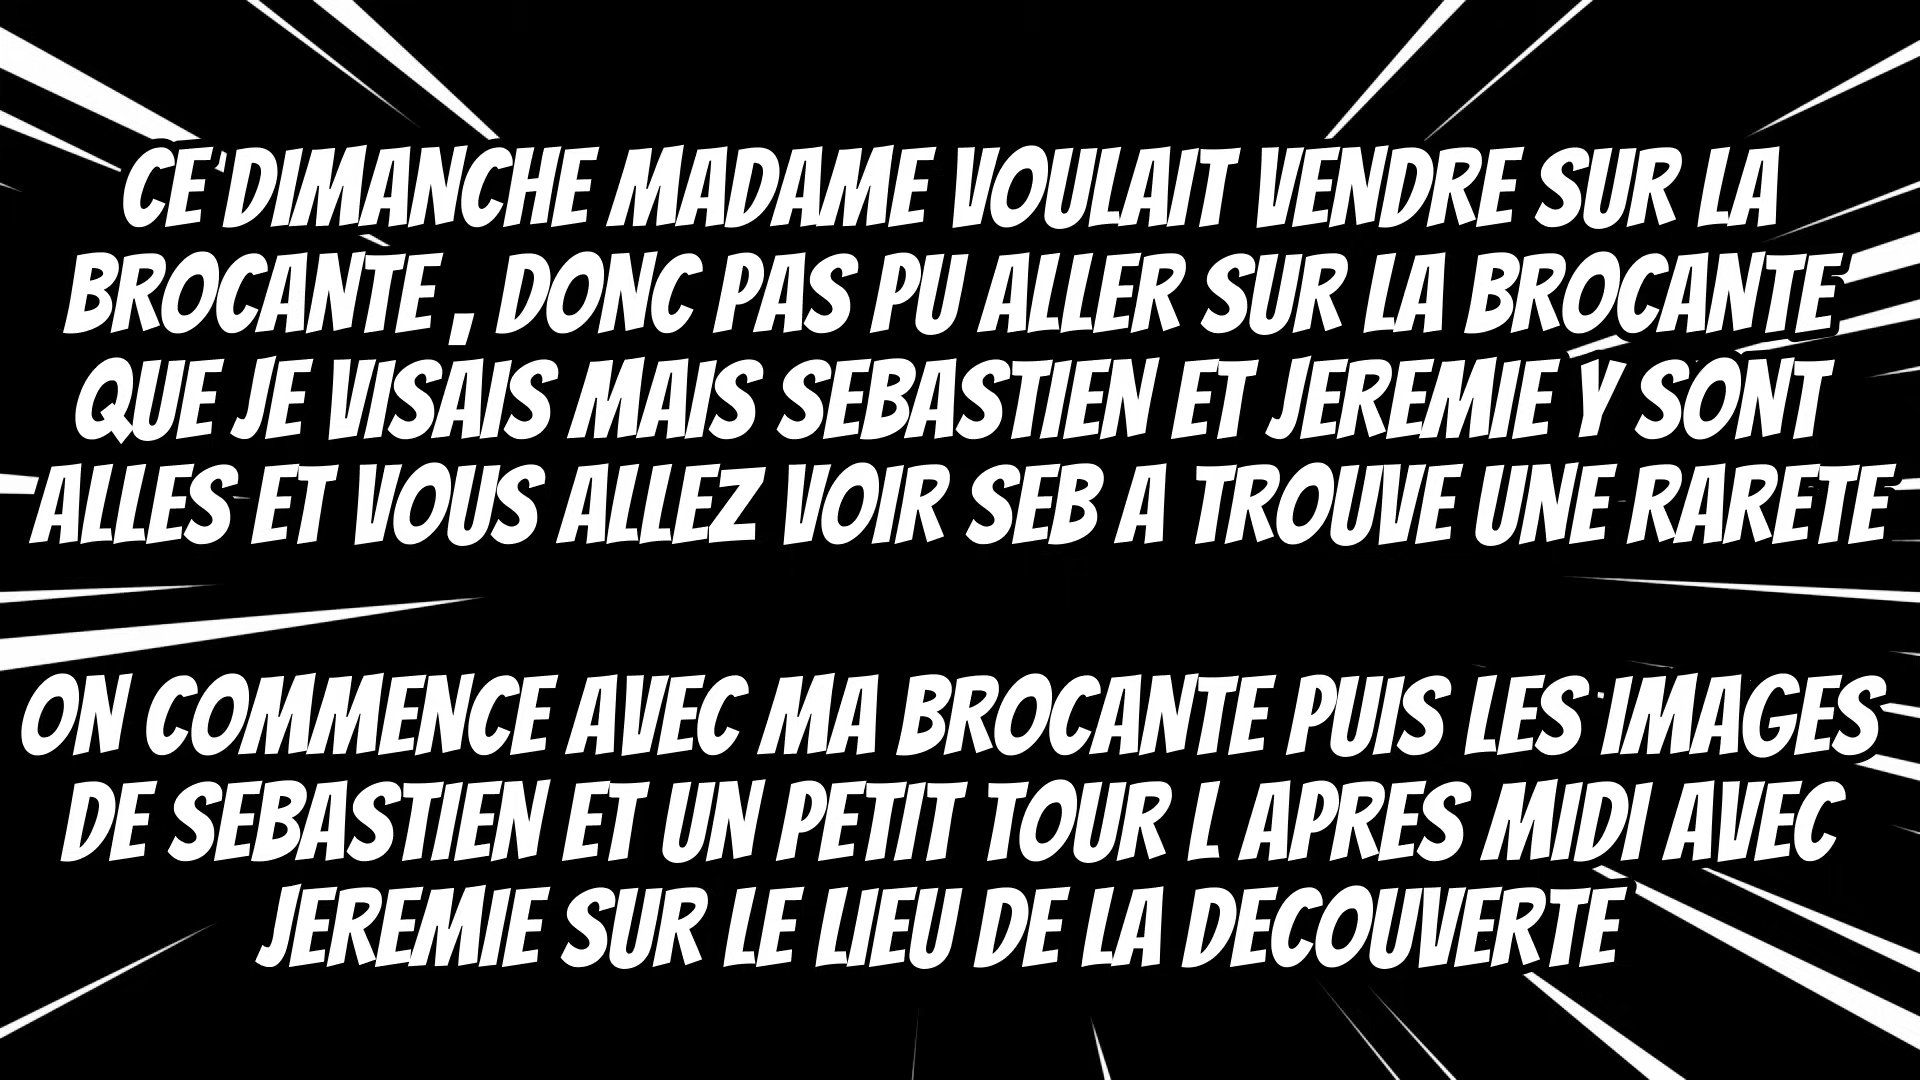 CE DIMANCHE MADAME VOULAIT VENDRE SUR LA
BROCANTE , DONC PAS PU ALLER SUR LA BROCANTE
QUE JE VISAIS MAIS SEBASTIEN ET JEREMIE Y SONT
ALLES ET VOUS ALLEZ VOIR SEB A TROUVE UNE RARETE
ON COMMENCE AVEC MA BROCANTE PUIS LES IMAGES
DE SEBASTIEN ET UN PETIT TOUR L APRES MIDI AVEC
JEREMIE SUR LE LIEU DE LA DECOUVERTE